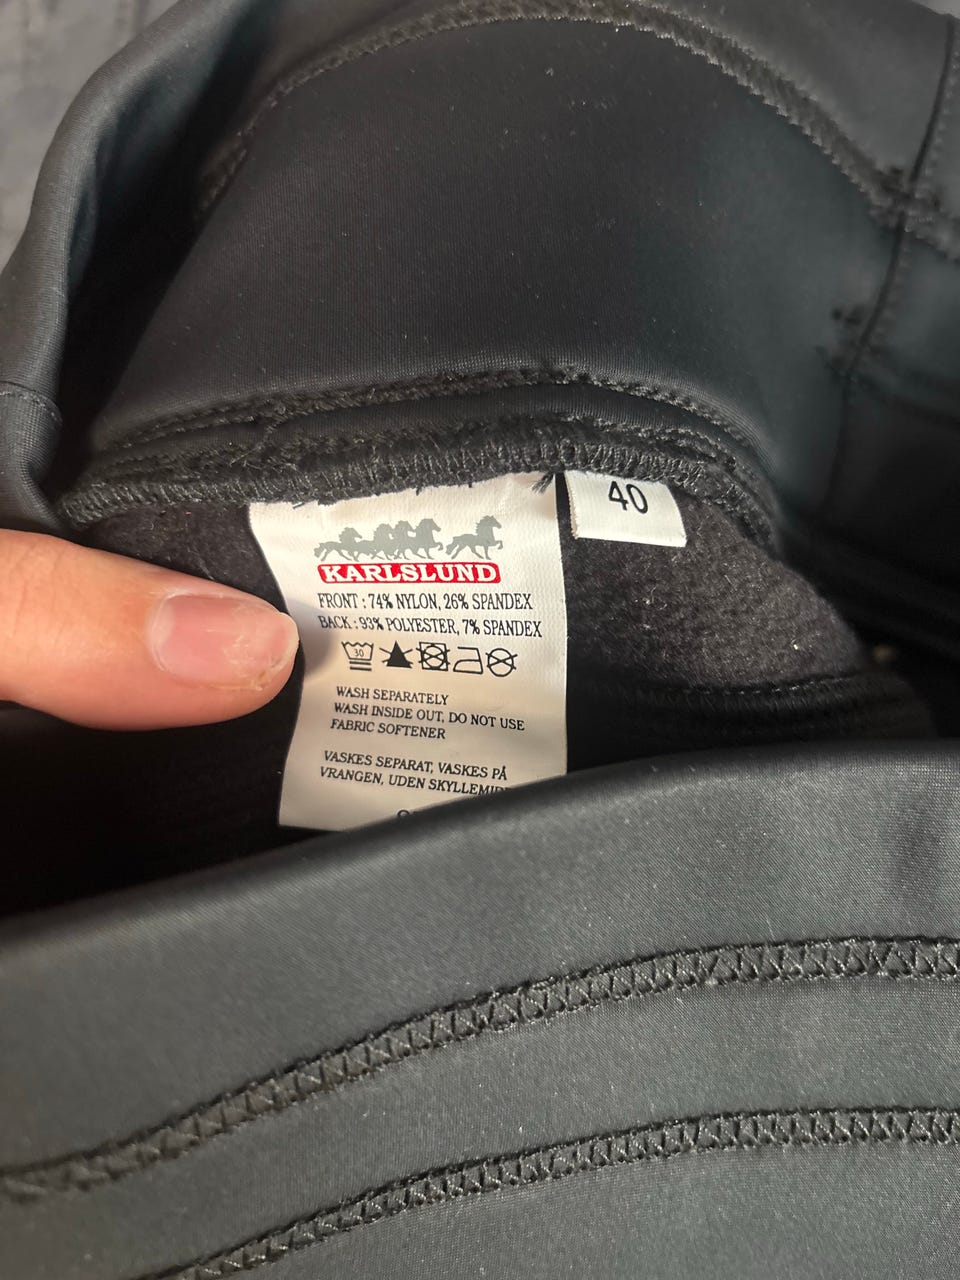 40
KARLSLUND
FRONT : 74% NYLON, 26% SPANDEX
BACK : 93% POLYESTER, 7% SPANDEX
30
WASH SEPARATELY
WASH INSIDE OUT, DO NOT USE
FABRIC SOFTENER
VASKES SEPARAT, VASKES PÅ
VRANGEN, UDEN